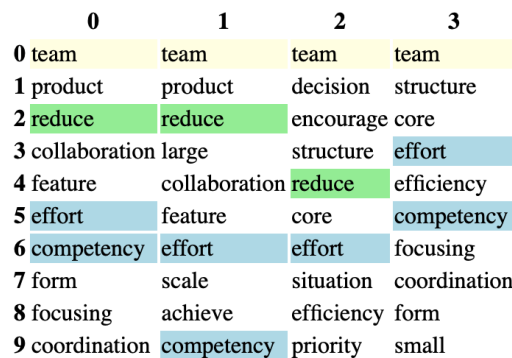 0 1 2 3
0 team team team team
1 product product decision structure
2 reduce reduce encourage core
3 collaboration large structure effort
4 feature collaboration reduce efficiency
5 effort feature core competency
6 competency effort effort focusing
7 form scale situation coordination
8 focusing achieve efficiency form
9 coordination competency priority small